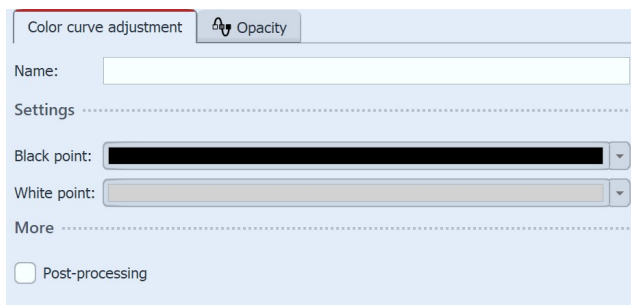 Color curve adjustment Opacity
Name:
Settings
Black point:
White point:
More
Post-processing